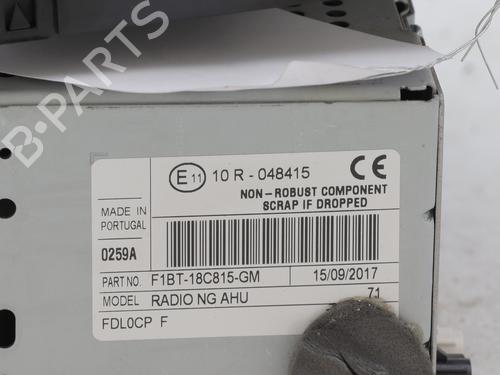 B-PARTS
E 11 10 R - 048415 CE
NON-ROBUST COMPONENT
SCRAP IF DROPPED
MADE IN
PORTUGAL
0259A
PART NO. F1BT-18C815-GM 15/09/2017
MODEL RADIO NG AHU 71
FDL0CP F